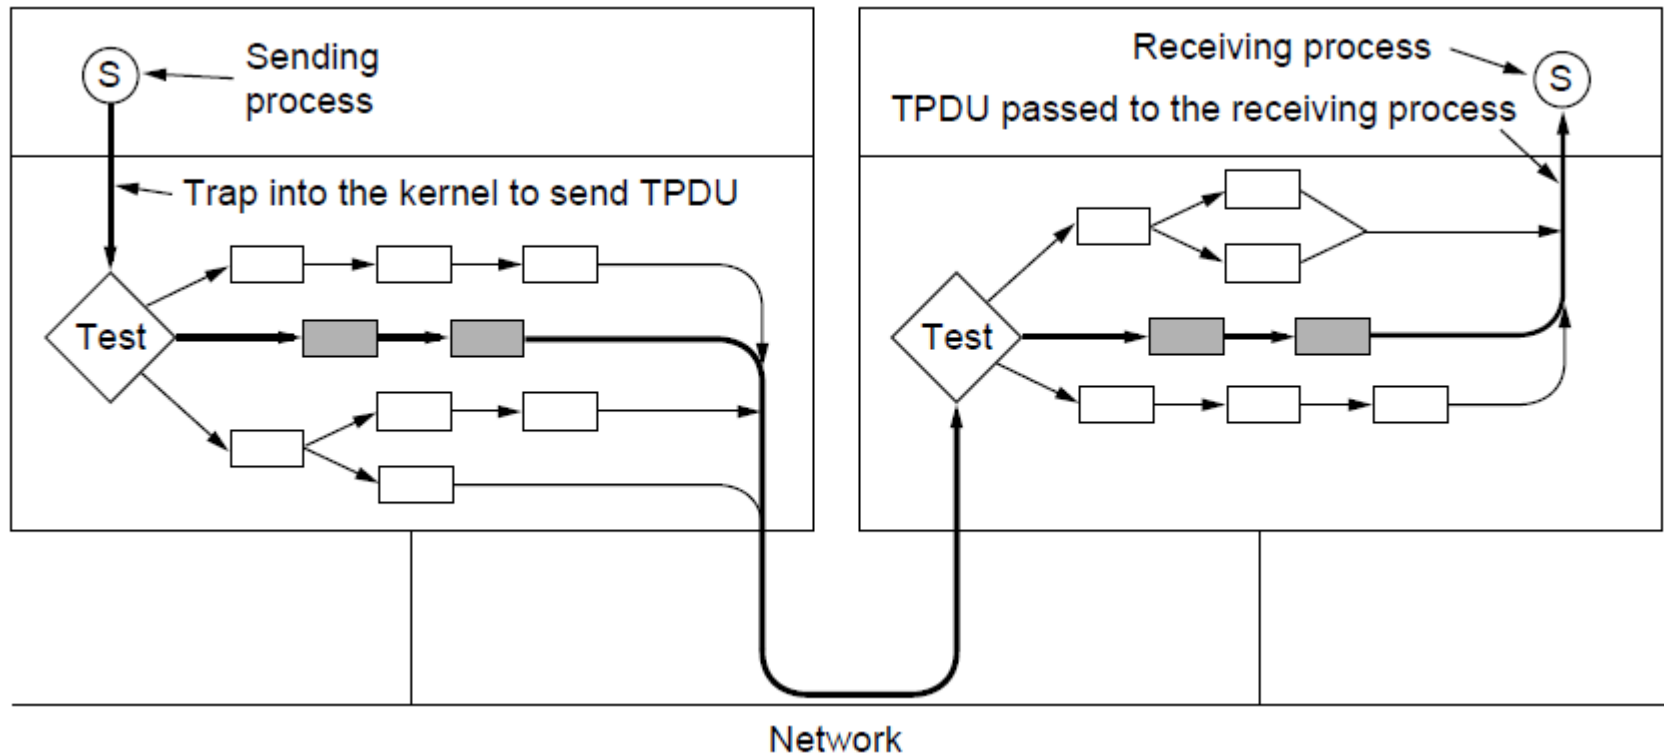 S
Sending
process
Trap into the kernel to send TPDU
Test
Receiving process
S
TPDU passed to the receiving process
Test
Network